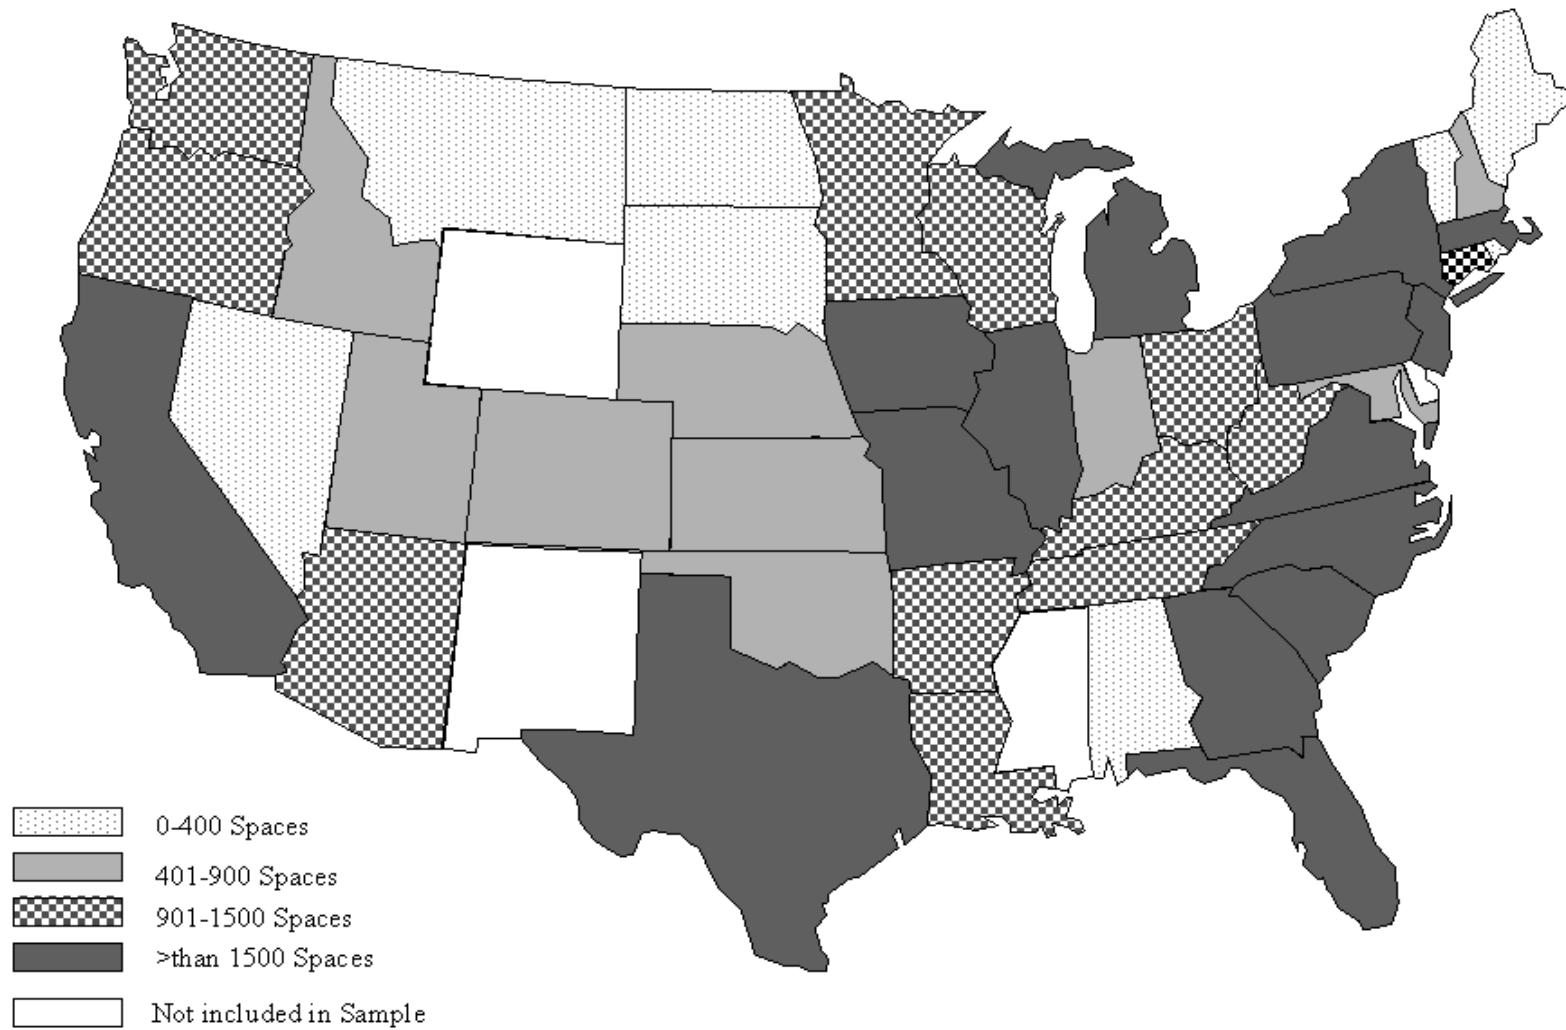 0-400 Spaces
401-900 Spaces
901-1500 Spaces
>than 1500 Spaces
Not included in Sample